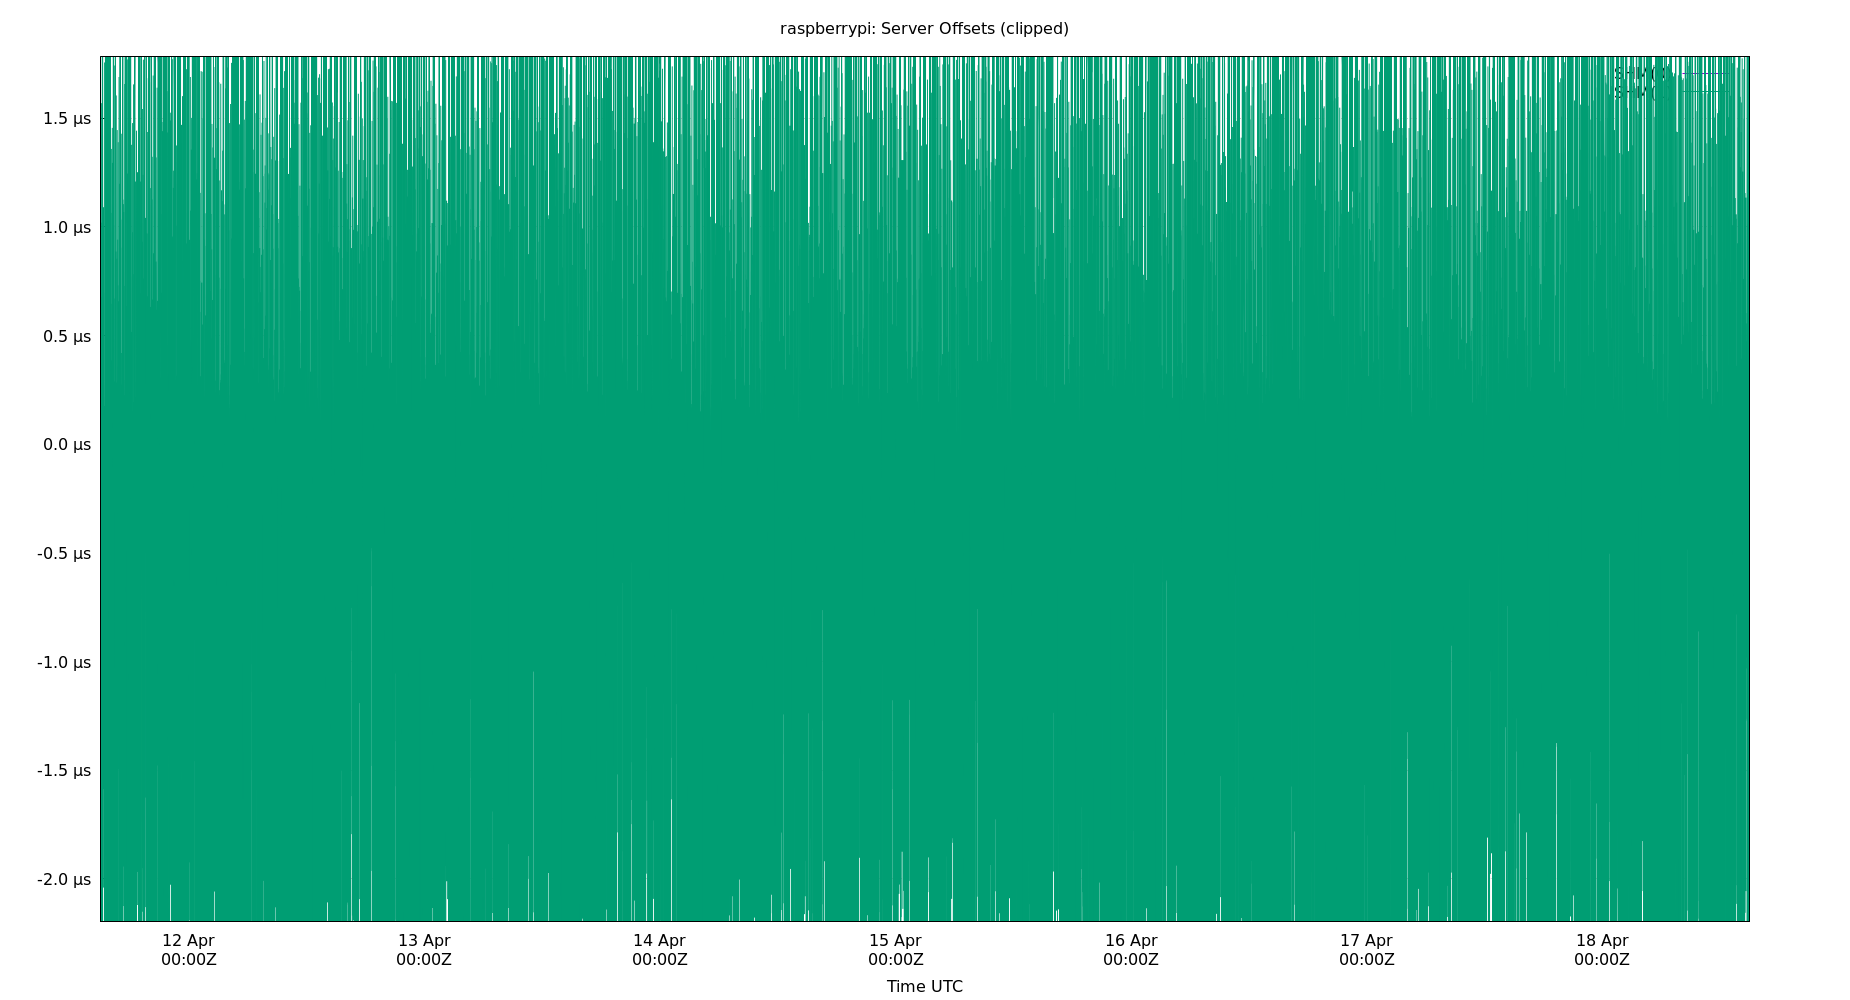 raspberrypi: Server Offsets (clipped)
1.5 µs
1.0 µs
0.5 µs
0.0 µs
-0.5 µs
-1.0 µs
-1.5 µs
-2.0 µs
12 Apr
00:00Z
13 Apr
00:00Z
14 Apr
00:00Z
15 Apr
00:00Z
16 Apr
00:00Z
17 Apr
00:00Z
18 Apr
00:00Z
Time UTC